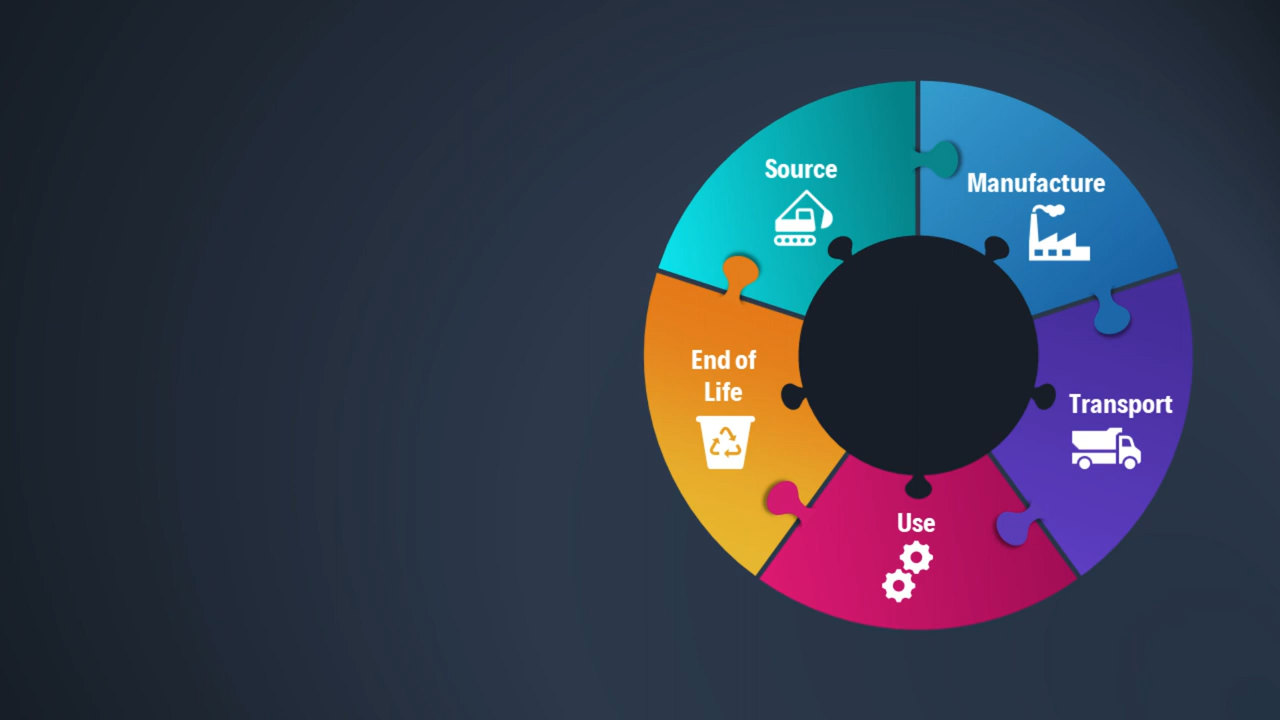 Source
Manufacture
Transport
Use
End of
Life